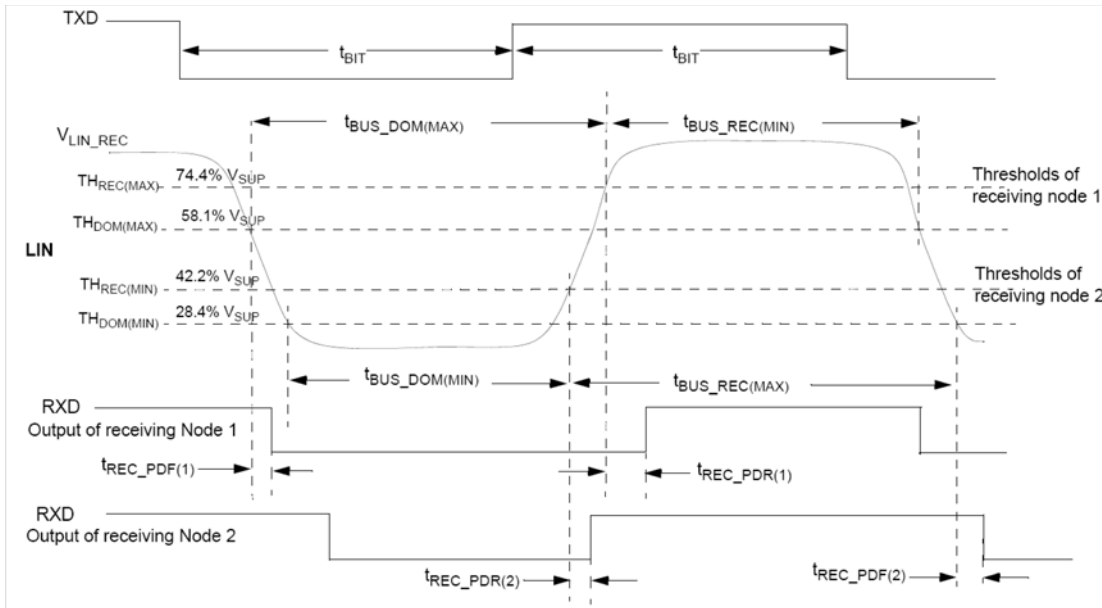 TXD
tBIT tBIT
tBUS_DOM(MAX) tBUS_REC(MIN)
VLIN_REC
THREC(MAX) 74.4% VSUP
Thresholds of
receiving node 1
THDOM(MAX) 58.1% VSUP
LIN
THREC(MIN) 42.2% VSUP
Thresholds of
receiving node 2
THDOM(MIN) 28.4% VSUP
tBUS_DOM(MIN) tBUS_REC(MAX)
RXD
Output of receiving Node 1
tREC_PDF(1) tREC_PDR(1)
RXD
Output of receiving Node 2
tREC_PDR(2) tREC_PDF(2)